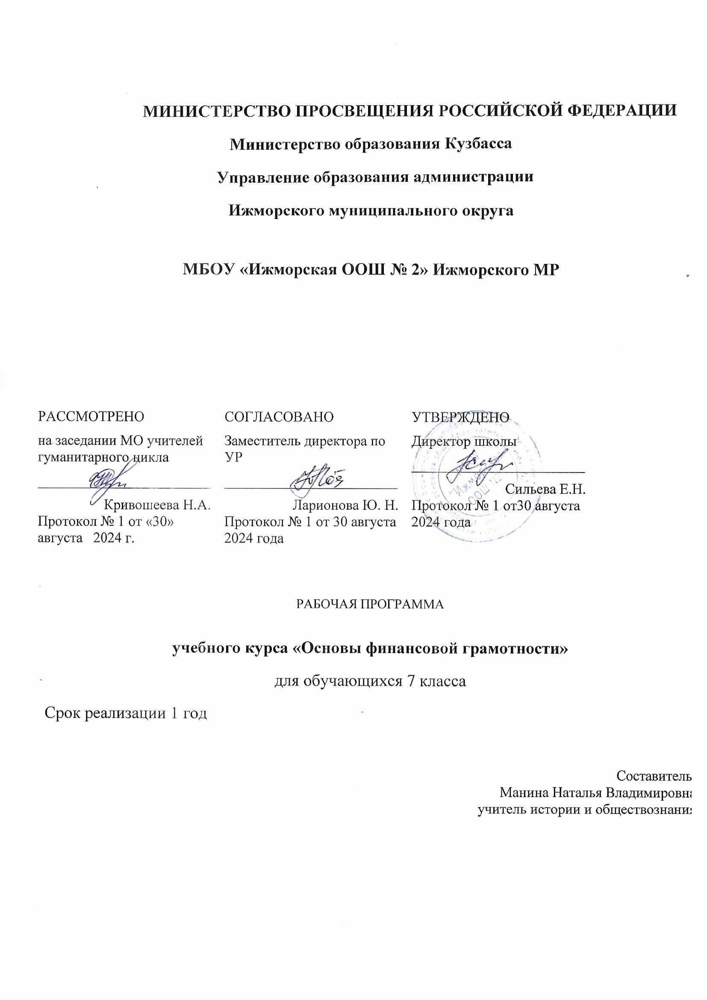 МИНИСТЕРСТВО ПРОСВЕЩЕНИЯ РОССИЙСКОЙ ФЕДЕРАЦИИ
Министерство образования Кузбасса
Управление образования администрации
Ижморского муниципального округа
МБОУ «Ижморская ООШ № 2» Ижморского МР
РАССМОТРЕНО
на заседании МО учителей
гуманитарного цикла
Кривошеева Н.А.
Протокол № 1 от «30»
августа 2024 г.
СОГЛАСОВАНО
Заместитель директора по
УР
Ларионова Ю. Н.
Протокол № 1 от 30 августа
2024 года
УТВЕРЖДЕНО
Директор школы
Сильева Е.Н.
Протокол № 1 от30 августа
2024 года
РАБОЧАЯ ПРОГРАММА
учебного курса «Основы финансовой грамотности»
для обучающихся 7 класса
Срок реализации 1 год
Составитель
Манина Наталья Владимировн
учитель истории и обществознани